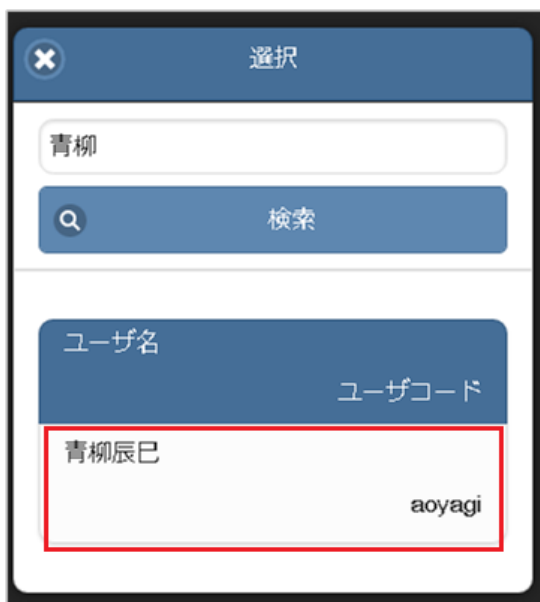 選択
青柳
検索
ユーザ名
ユーザコード
青柳辰巳
aoyagi